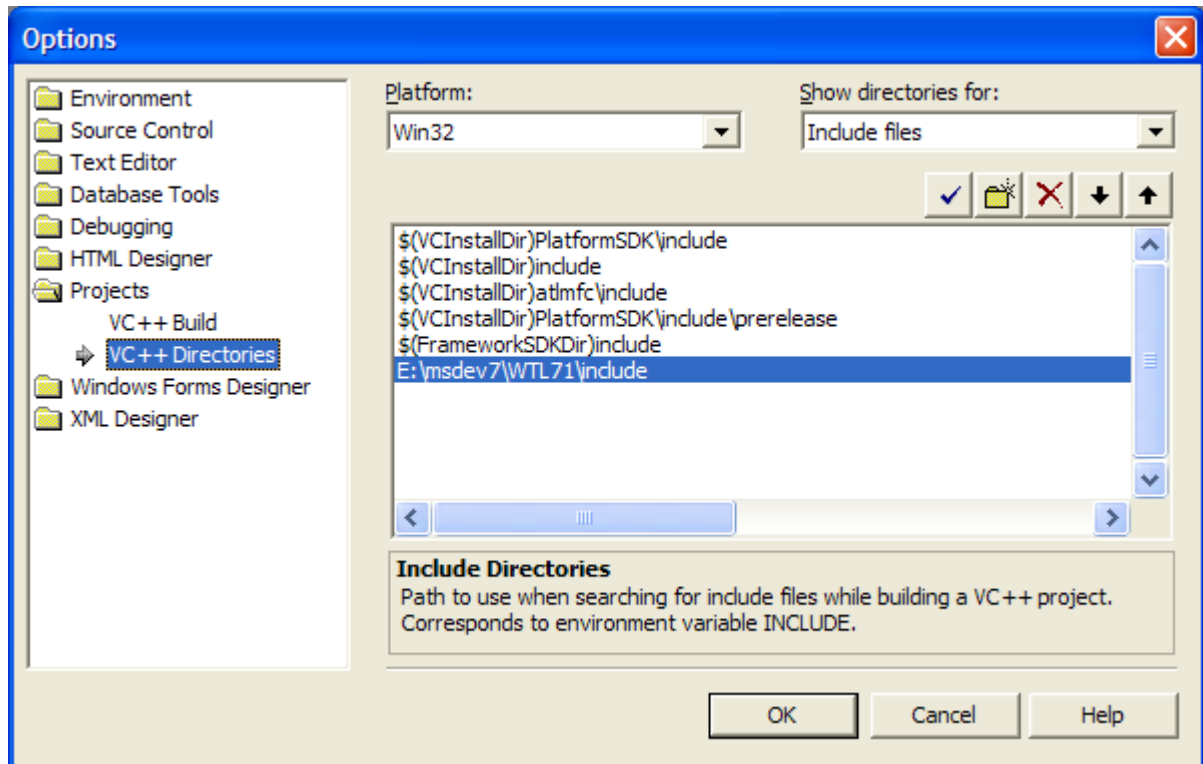 Options
Environment
Source Control
Text Editor
Database Tools
Debugging
HTML Designer
Projects
VC++ Build
VC++ Directories
Windows Forms Designer
XML Designer
Platform:
Win32
Show directories for:
Include files
$(VCInstallDir)PlatformSDK\include
$(VCInstallDir)include
$(VCInstallDir)atlmfc\include
$(VCInstallDir)PlatformSDK\include\prerelease
$(FrameworkSDKDir)include
E:\msdev7\WTL71\include
Include Directories
Path to use when searching for include files while building a VC++ project.
Corresponds to environment variable INCLUDE.
OK
Cancel
Help